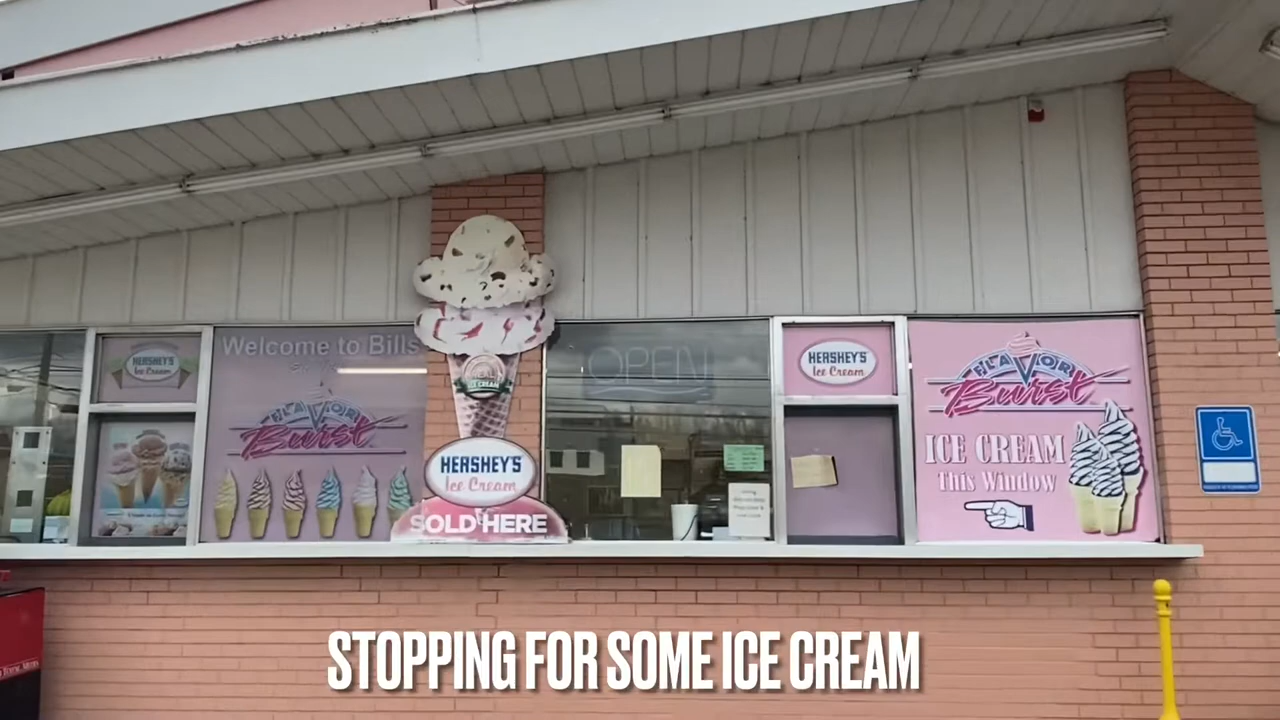 HERSHEY'S
Ice Cream
Welcome to Bills
FLAVOR
Burst
ICE CREAM
HERSHEY'S
Ice Cream
SOLD HERE
OPEN
HERSHEY'S
Ice Cream
FLAVOR
Burst
ICE CREAM
This Window
STOPPING FOR SOME ICE CREAM